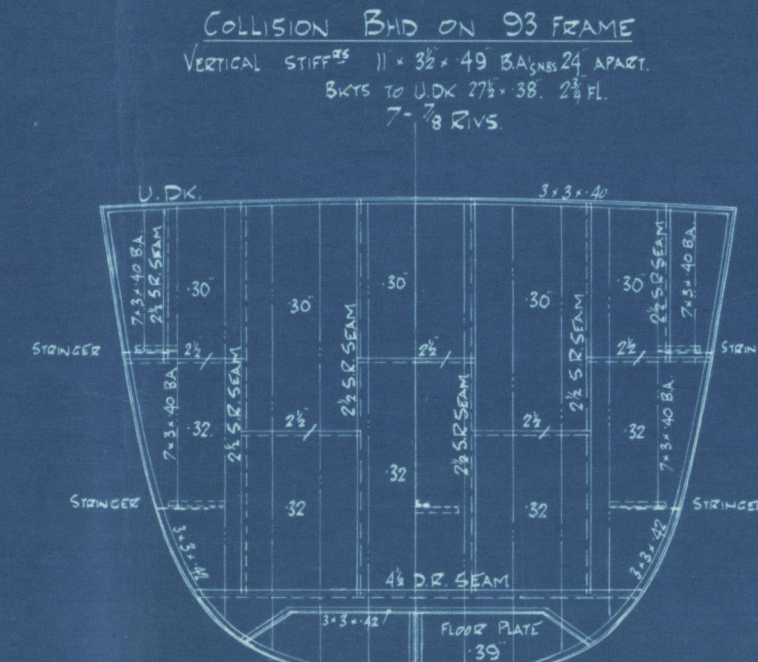 COLLISION BHD ON 93 FRAME
VERTICAL STIFFRS 11" × 3½" × ·49" B.A. SNBS 24" APART.
BKTS TO U.DK 27½" × ·38". 2¾" FL.
7- ⅞ RIVS.
U. DK.
3 × 3 × ·40
7 × 3 × ·40 B.A.
2½ S.R SEAM
·30"
·30"
·30"
·30"
·30"
2½ S.R SEAM
7 × 3 × ·40 B.A.
STRINGER
2½"
2½ S.R SEAM
2½"
2½ S.R SEAM
2½"
STRIN
7 × 3 × ·40 BA
·32
2½ S.R SEAM
2½"
·32
2½ S.R SEAM
2½"
·32
7 × 3 × ·40 BA
STRINGER
·32
·32
STRINGER
3 × 3 × ·42
4½ D.R. SEAM
3 × 3 × ·42
3 × 3 × ·42
FLOOR PLATE
·39"